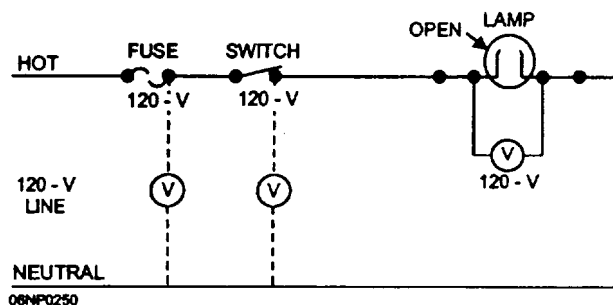 LAMP
OPEN
FUSE
SWITCH
HOT
120 - V
120 - V
V
120 - V
120 - V
LINE
V
V
NEUTRAL
06NP0250